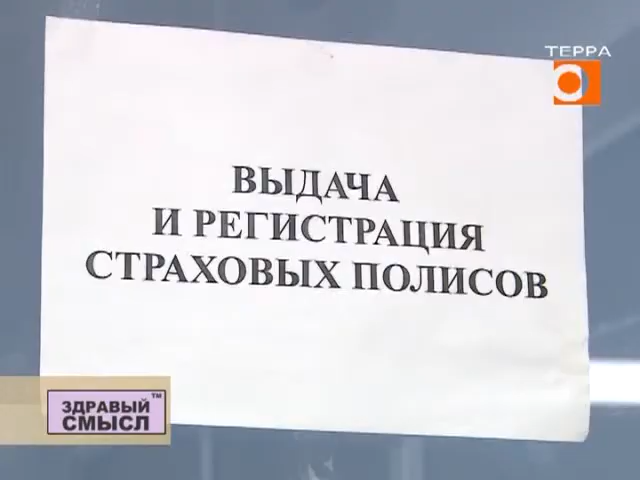 ТЕРРА
ВЫДАЧА
И РЕГИСТРАЦИЯ
СТРАХОВЫХ ПОЛИСОВ
ЗДРАВЫЙ™
СМЫСЛ